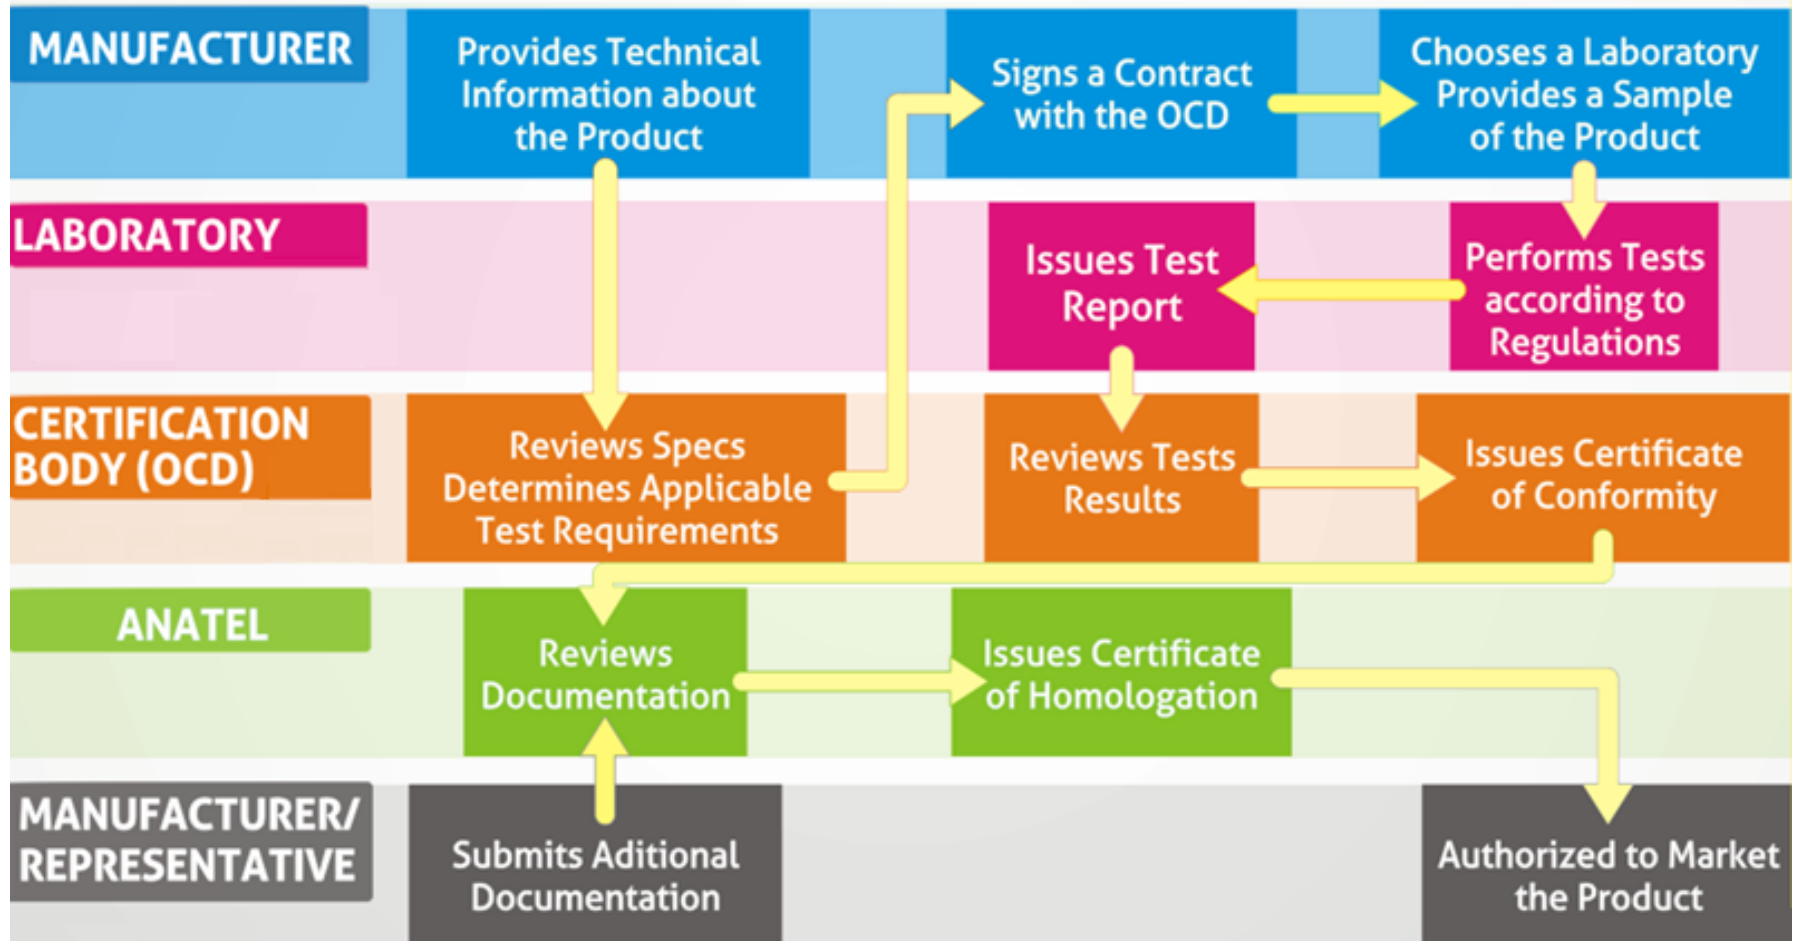 MANUFACTURER
Provides Technical
Information about
the Product
Signs a Contract
with the OCD
Chooses a Laboratory
Provides a Sample
of the Product
LABORATORY
Issues Test
Report
Performs Tests
according to
Regulations
CERTIFICATION
BODY (OCD)
Reviews Specs
Determines Applicable
Test Requirements
Reviews Tests
Results
Issues Certificate
of Conformity
ANATEL
Reviews
Documentation
Issues Certificate
of Homologation
MANUFACTURER/
REPRESENTATIVE
Submits Aditional
Documentation
Authorized to Market
the Product